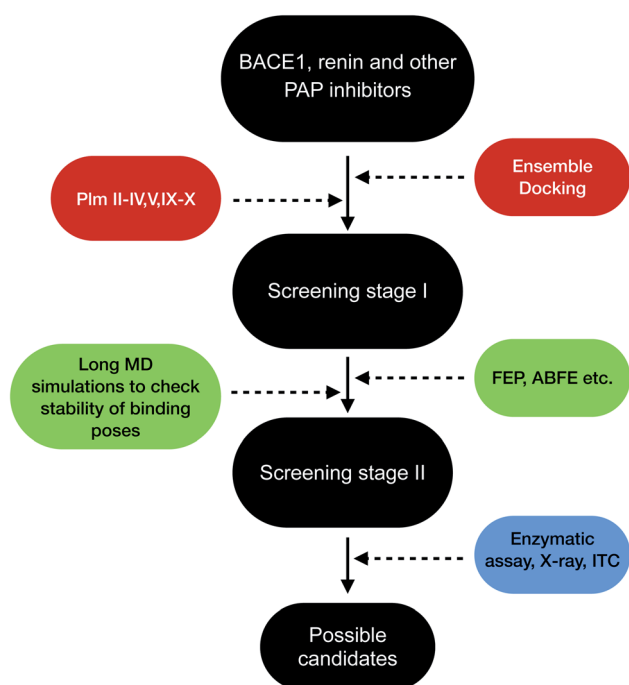 BACE1, renin and other
PAP inhibitors
Ensemble
Docking
Plm II-IV,V,IX-X
Screening stage I
Long MD
simulations to check
stability of binding
poses
FEP, ABFE etc.
Screening stage II
Enzymatic
assay, X-ray, ITC
Possible
candidates